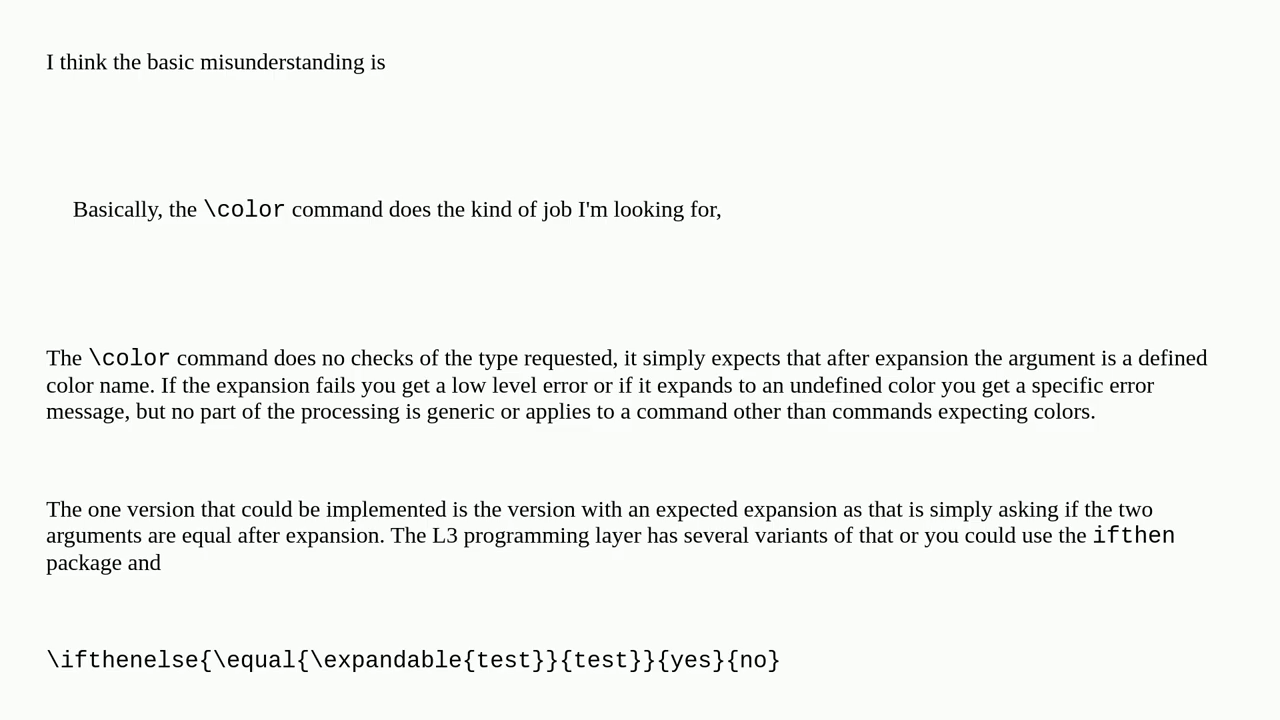 I think the basic misunderstanding is
Basically, the \color command does the kind of job I'm looking for,
The \color command does no checks of the type requested, it simply expects that after expansion the argument is a defined
color name. If the expansion fails you get a low level error or if it expands to an undefined color you get a specific error
message, but no part of the processing is generic or applies to a command other than commands expecting colors.
The one version that could be implemented is the version with an expected expansion as that is simply asking if the two
arguments are equal after expansion. The L3 programming layer has several variants of that or you could use the ifthen
package and
\ifthenelse{\equal{\expandable{test}}{test}}{yes}{no}